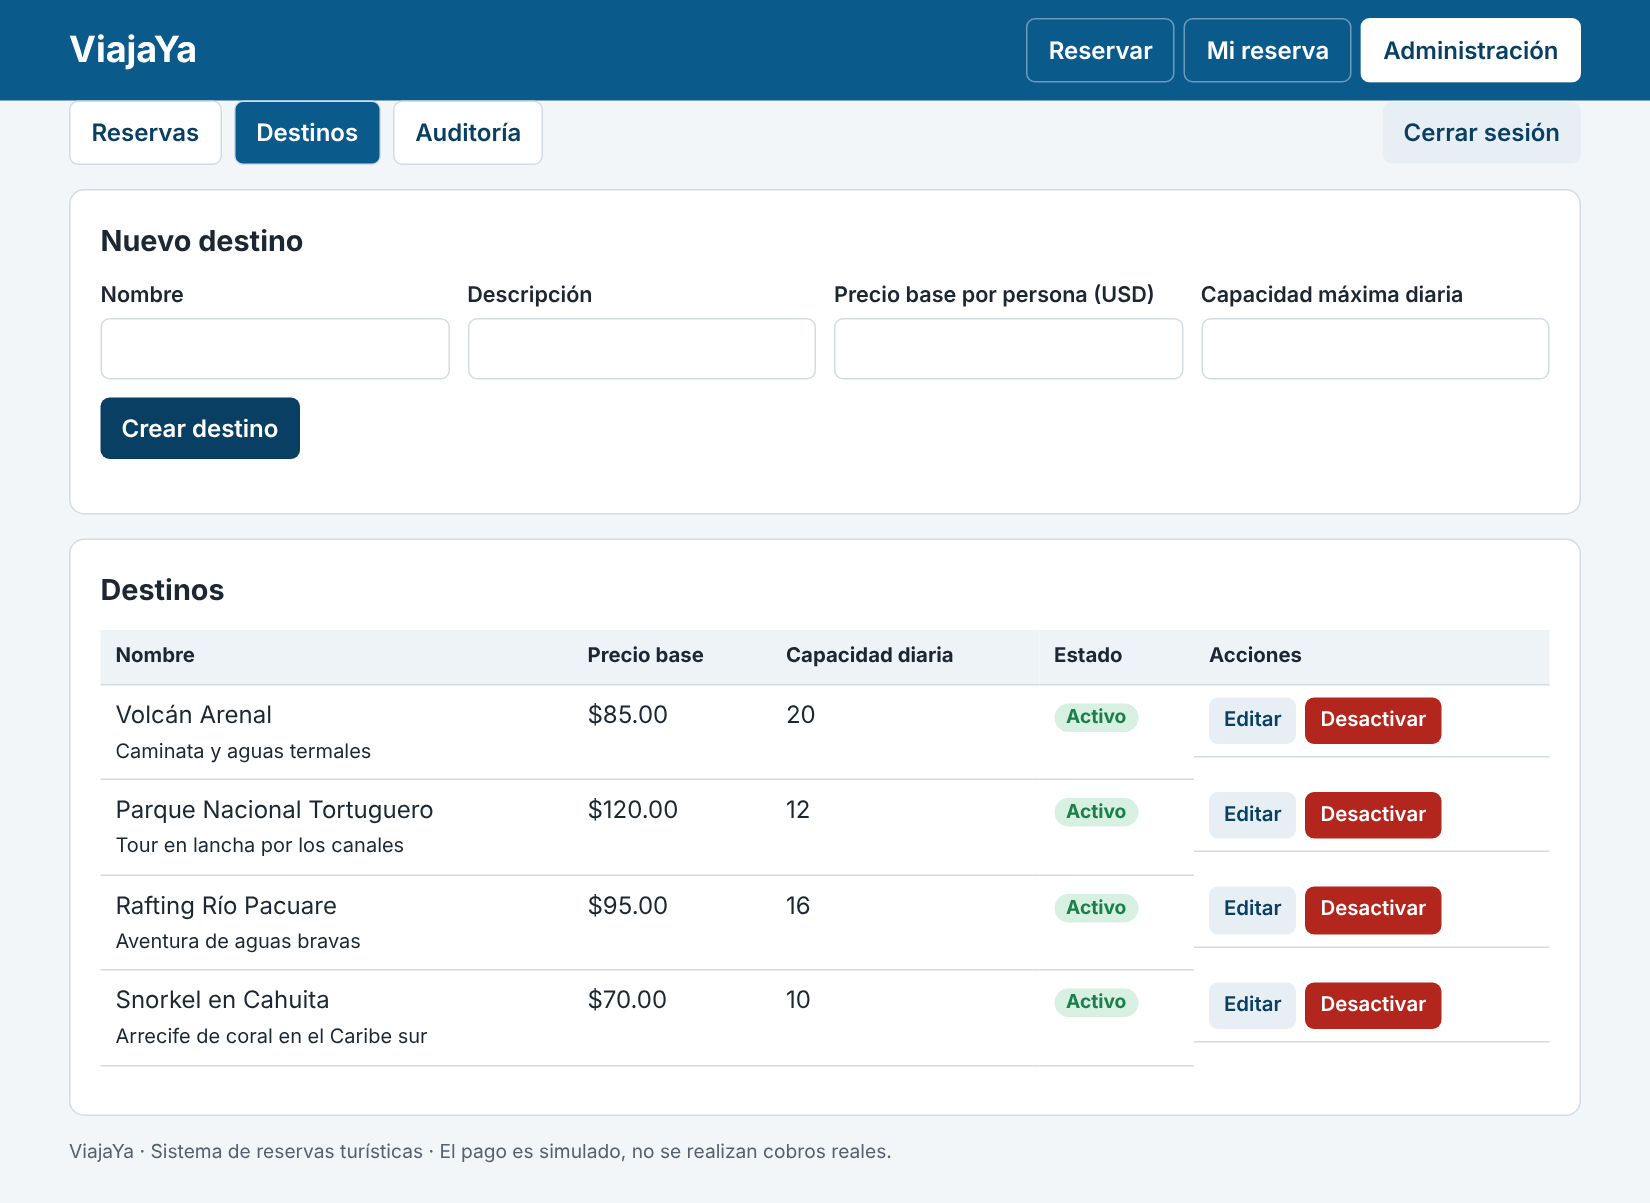 ViajaYa
Reservar Mi reserva Administración
Reservas Destinos Auditoría Cerrar sesión
Nuevo destino
Nombre Descripción Precio base por persona (USD) Capacidad máxima diaria
Crear destino
Destinos
Nombre Precio base Capacidad diaria Estado Acciones
Volcán Arenal $85.00 20 Activo Editar Desactivar
Caminata y aguas termales
Parque Nacional Tortuguero $120.00 12 Activo Editar Desactivar
Tour en lancha por los canales
Rafting Río Pacuare $95.00 16 Activo Editar Desactivar
Aventura de aguas bravas
Snorkel en Cahuita $70.00 10 Activo Editar Desactivar
Arrecife de coral en el Caribe sur
ViajaYa · Sistema de reservas turísticas · El pago es simulado, no se realizan cobros reales.